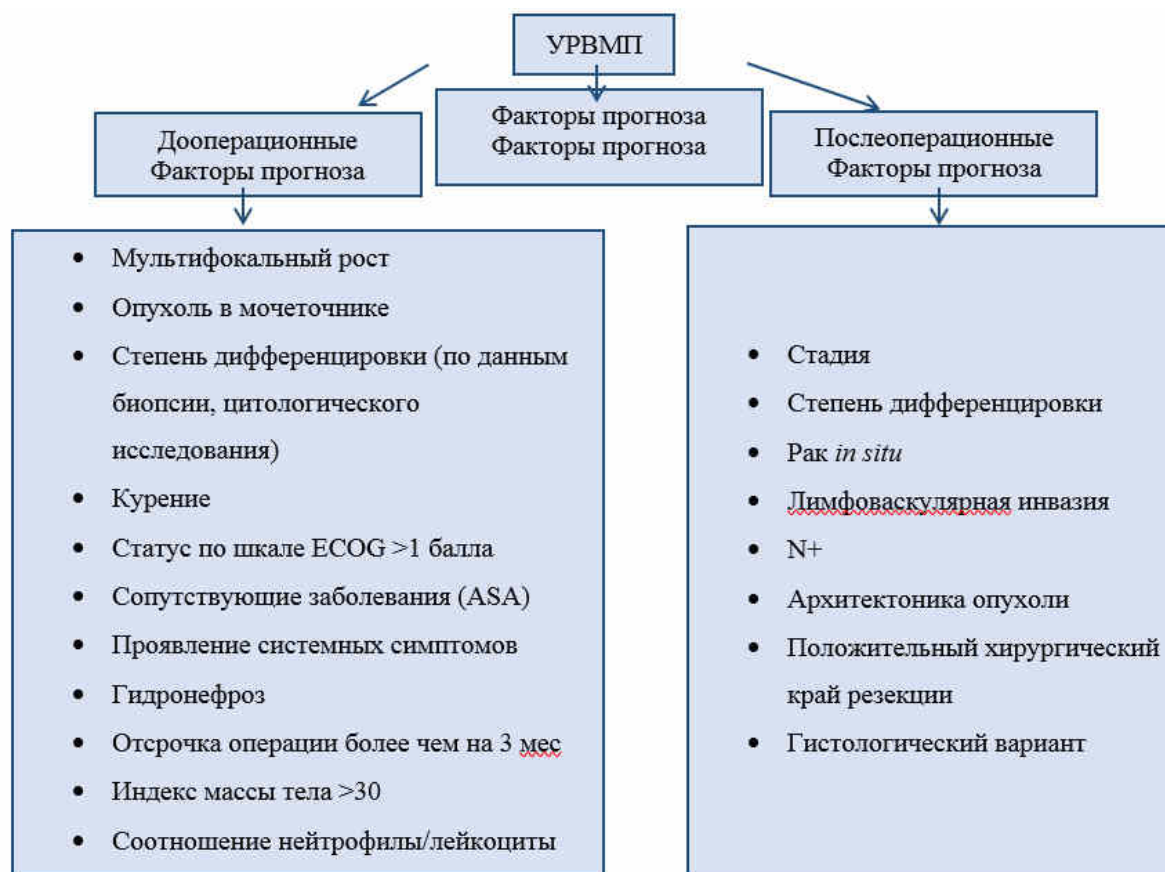 УРВМП
Факторы прогноза
Факторы прогноза
Дооперационные
Факторы прогноза
Послеоперационные
Факторы прогноза
• Мультифокальный рост
• Опухоль в мочеточнике
• Степень дифференцировки (по данным
биопсии, цитологического
исследования)
• Курение
• Статус по шкале ECOG >1 балла
• Сопутствующие заболевания (ASA)
• Проявление системных симптомов
• Гидронефроз
• Отсрочка операции более чем на 3 мес
• Индекс массы тела >30
• Соотношение нейтрофилы/лейкоциты
• Стадия
• Степень дифференцировки
• Рак in situ
• Лимфоваскулярная инвазия
• N+
• Архитектоника опухоли
• Положительный хирургический
край резекции
• Гистологический вариант